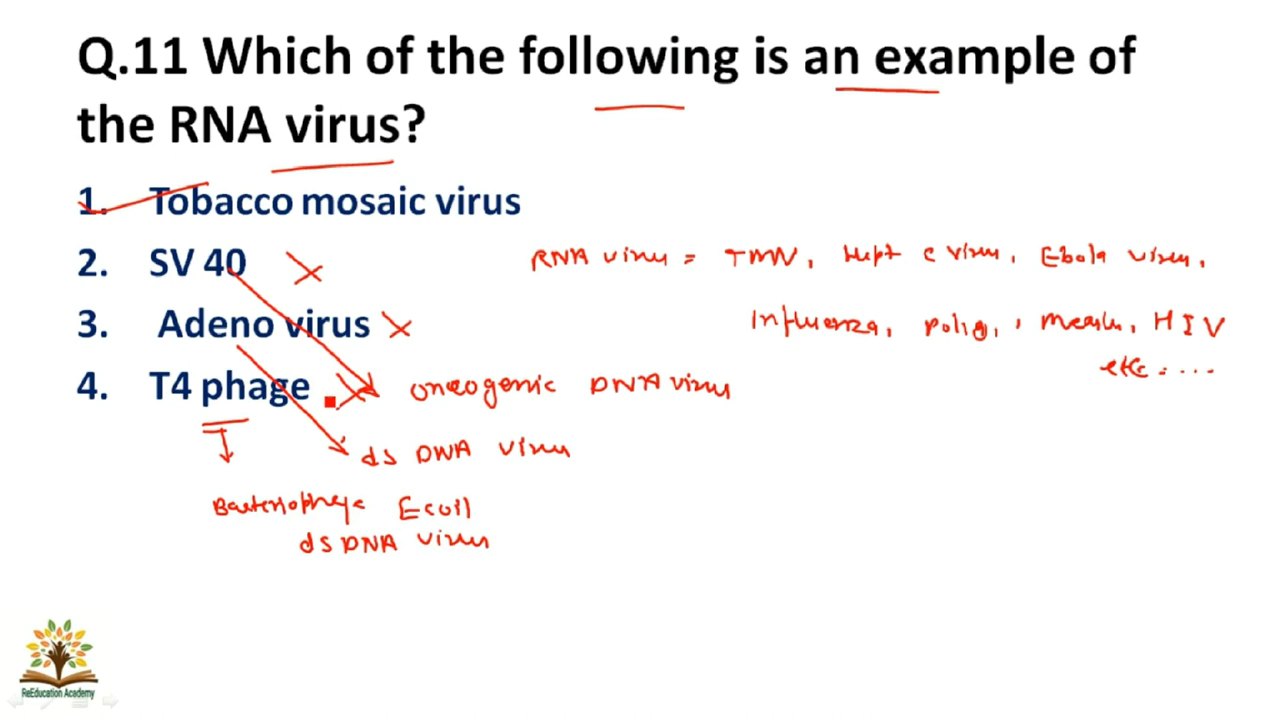 Q.11 Which of the following is an example of
the RNA virus?
1. Tobacco mosaic virus
2. SV 40
3. Adeno virus
4. T4 phage
RNA virus = TMV, Hept c virus, Ebola virus,
Influenza, polio, measles, HIV
etc....
oncogenic DNA virus
ds DNA virus
Bacteriophage Ecoli
ds DNA virus
ReEducation Academy